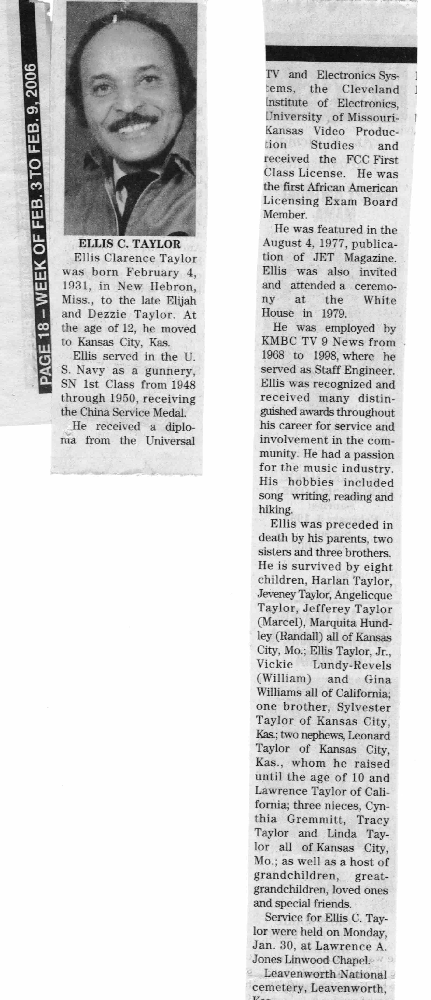 PAGE 18 – WEEK OF FEB. 3 TO FEB. 9, 2006
ELLIS C. TAYLOR
Ellis Clarence Taylor
was born February 4,
1931, in New Hebron,
Miss., to the late Elijah
and Dezzie Taylor. At
the age of 12, he moved
to Kansas City, Kas.
Ellis served in the U.
S. Navy as a gunnery,
SN 1st Class from 1948
through 1950, receiving
the China Service Medal.
He received a diplo-
ma from the Universal
TV and Electronics Sys-
tems, the Cleveland
Institute of Electronics,
University of Missouri-
Kansas Video Produc-
tion Studies and
received the FCC First
Class License. He was
the first African American
Licensing Exam Board
Member.
He was featured in the
August 4, 1977, publica-
tion of JET Magazine.
Ellis was also invited
and attended a ceremo-
ny at the White
House in 1979.
He was employed by
KMBC TV 9 News from
1968 to 1998, where he
served as Staff Engineer.
Ellis was recognized and
received many distin-
guished awards throughout
his career for service and
involvement in the com-
munity. He had a passion
for the music industry.
His hobbies included
song writing, reading and
hiking.
Ellis was preceded in
death by his parents, two
sisters and three brothers.
He is survived by eight
children, Harlan Taylor,
Jeveney Taylor, Angelicque
Taylor, Jefferey Taylor
(Marcel), Marquita Hund-
ley (Randall) all of Kansas
City, Mo.; Ellis Taylor, Jr.,
Vickie Lundy-Revels
(William) and Gina
Williams all of California;
one brother, Sylvester
Taylor of Kansas City,
Kas.; two nephews, Leonard
Taylor of Kansas City,
Kas., whom he raised
until the age of 10 and
Lawrence Taylor of Cali-
fornia; three nieces, Cyn-
thia Gremmitt, Tracy
Taylor and Linda Tay-
lor all of Kansas City,
Mo.; as well as a host of
grandchildren, great-
grandchildren, loved ones
and special friends.
Service for Ellis C. Tay-
lor were held on Monday,
Jan. 30, at Lawrence A.
Jones Linwood Chapel.
Leavenworth National
cemetery, Leavenworth,